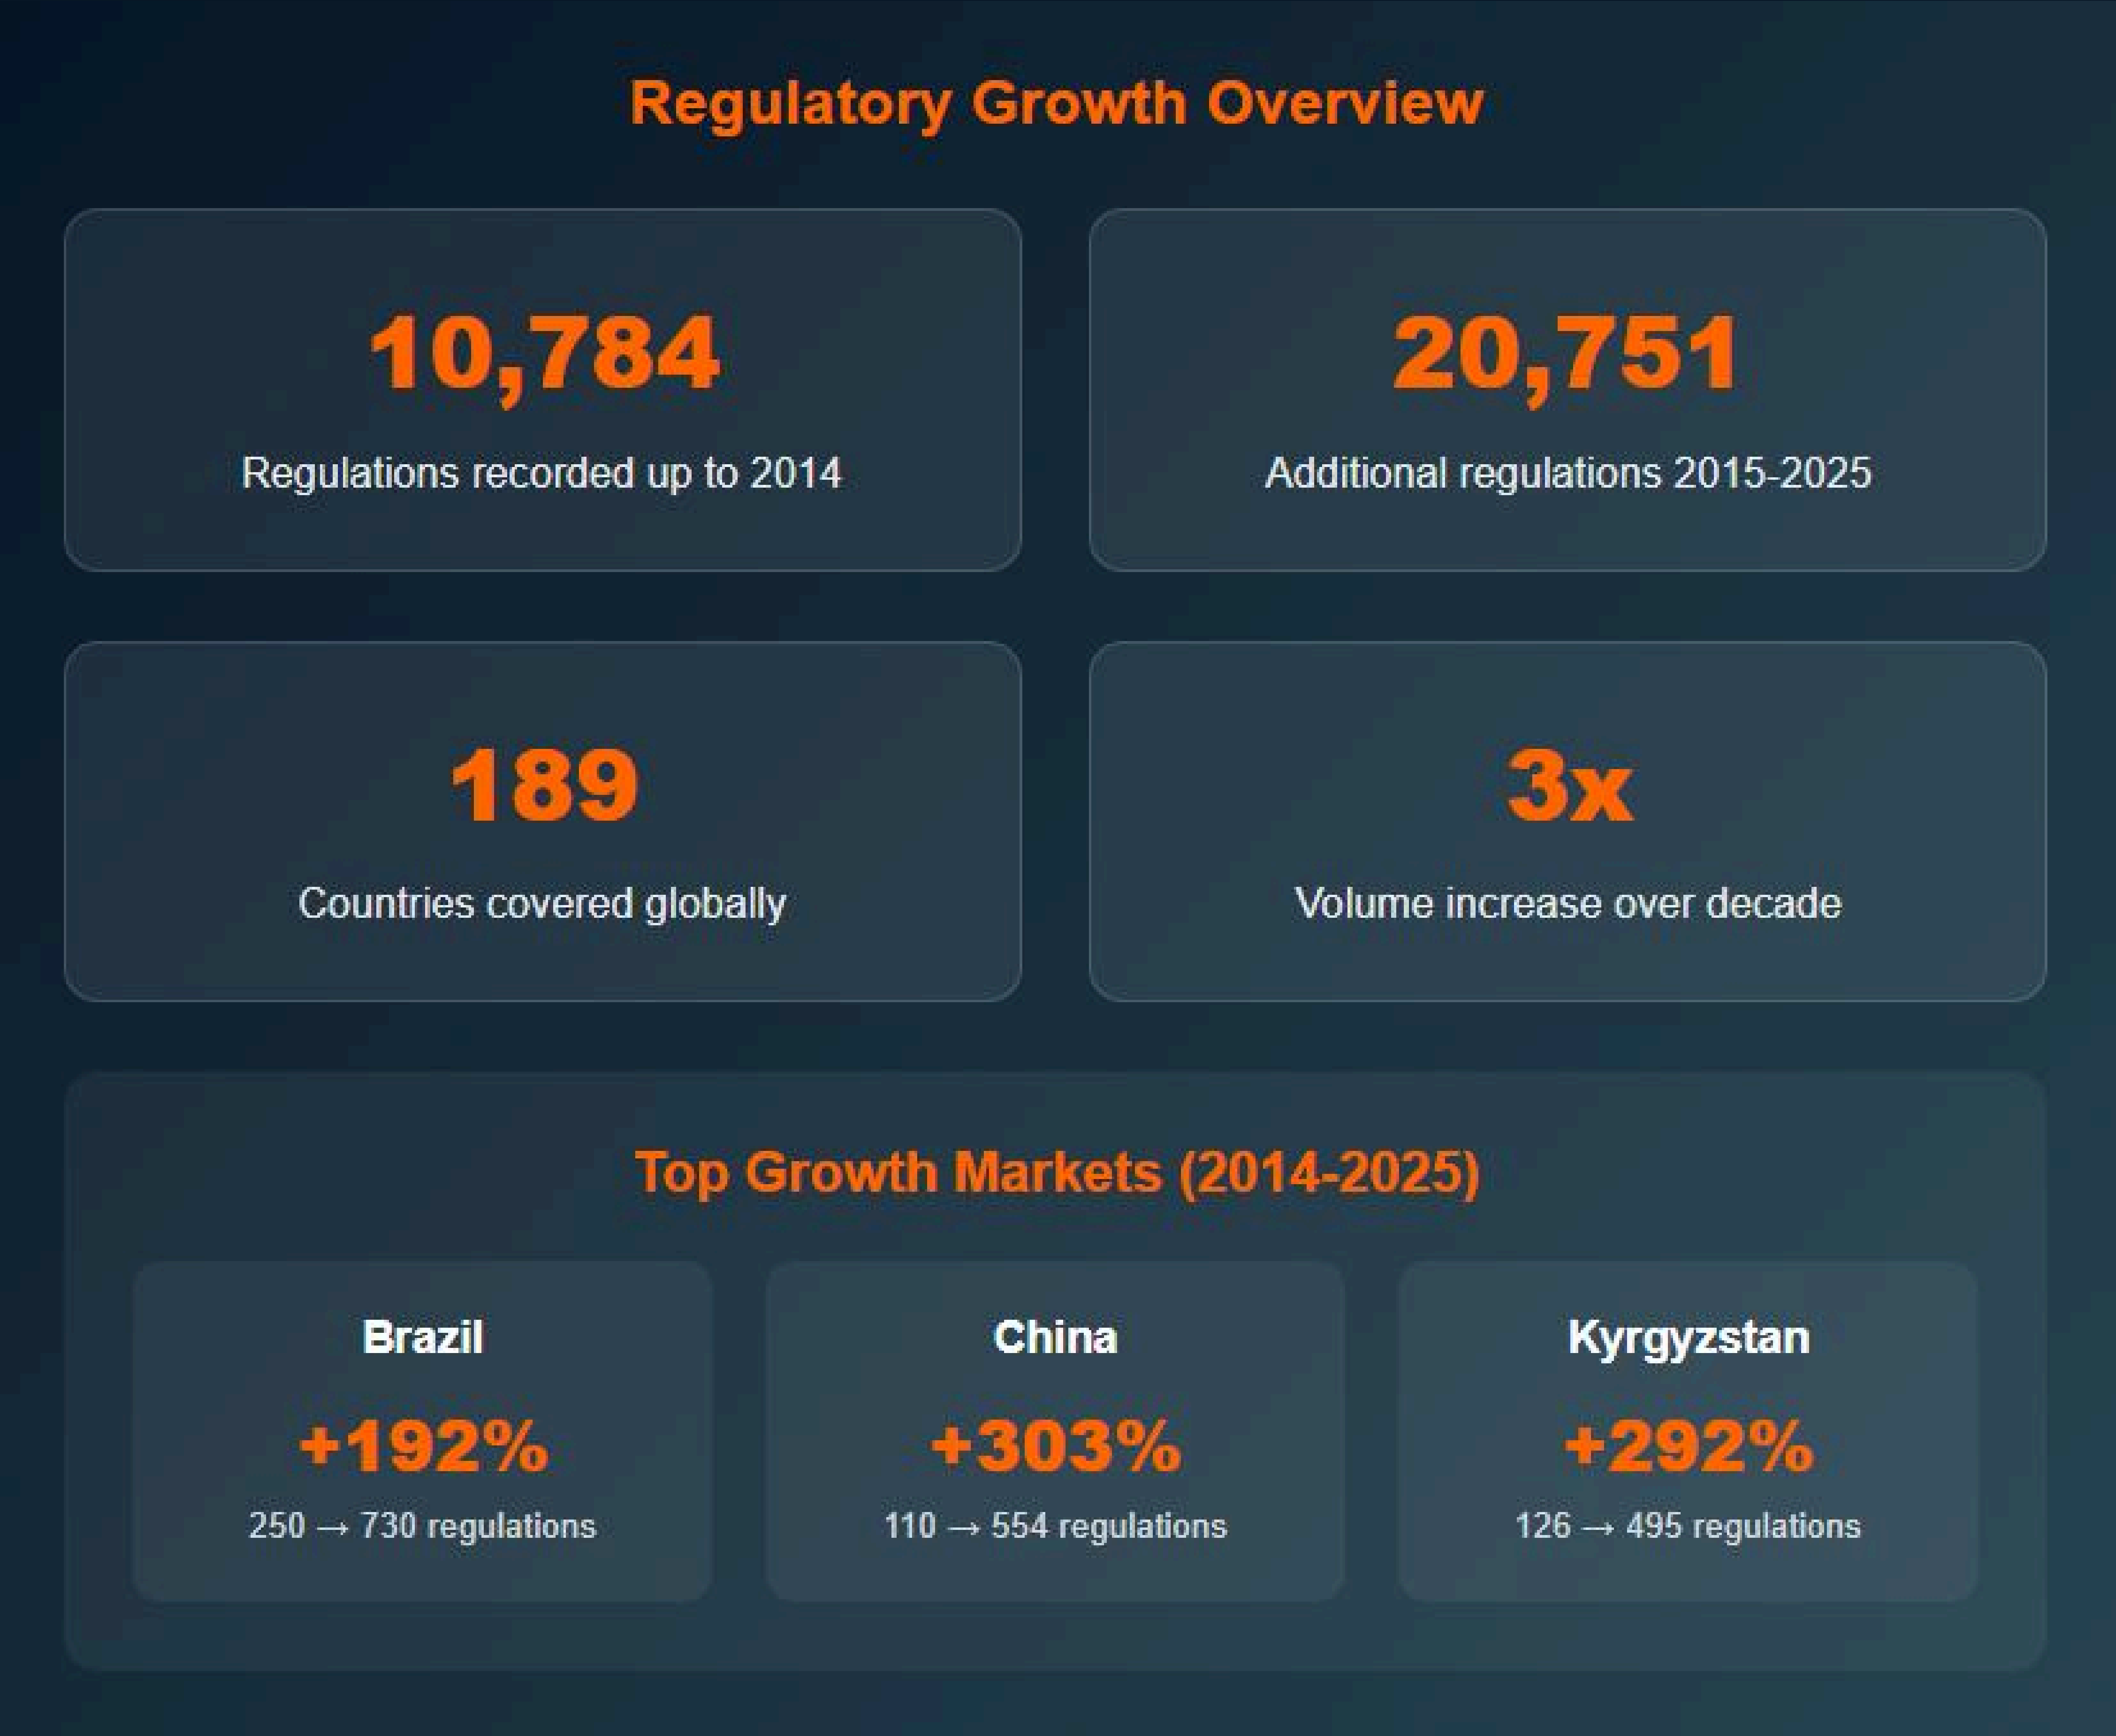 Regulatory Growth Overview
10,784
Regulations recorded up to 2014
20,751
Additional regulations 2015-2025
189
Countries covered globally
3x
Volume increase over decade
Top Growth Markets (2014-2025)
Brazil
+192%
250 → 730 regulations
China
+303%
110 → 554 regulations
Kyrgyzstan
+292%
126 → 495 regulations